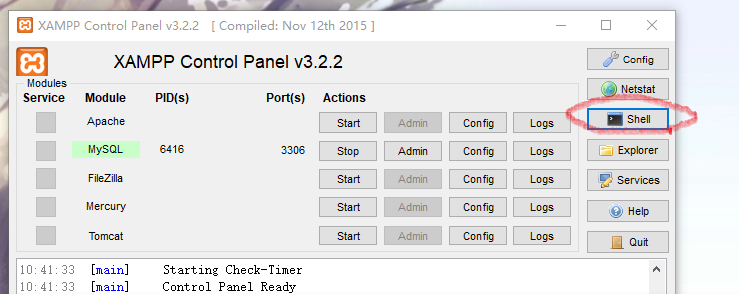 XAMPP Control Panel v3.2.2 [ Compiled: Nov 12th 2015 ]
XAMPP Control Panel v3.2.2
Config
Modules
Service Module PID(s) Port(s) Actions
Netstat
Apache Start Admin Config Logs
Shell
MySQL 6416 3306 Stop Admin Config Logs
Explorer
FileZilla Start Admin Config Logs
Services
Mercury Start Admin Config Logs
Help
Tomcat Start Admin Config Logs
Quit
10:41:33 [main] Starting Check-Timer
10:41:33 [main] Control Panel Ready